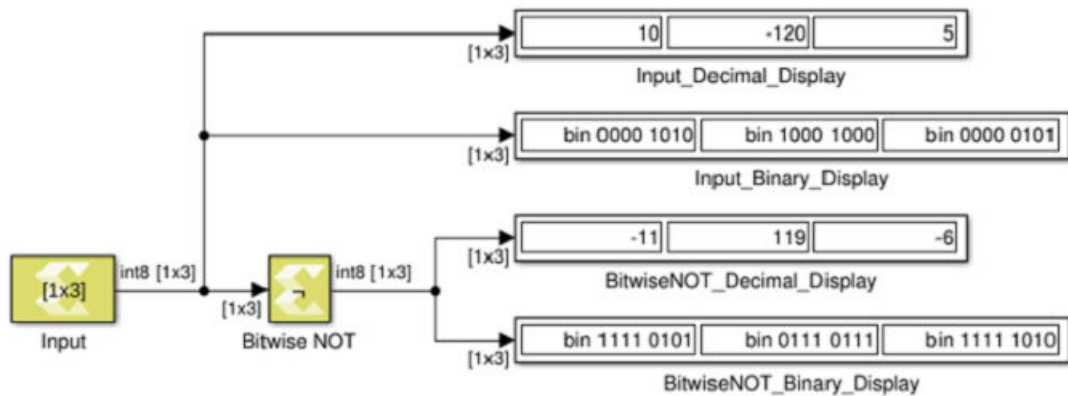 10 -120 5
[1x3]
Input_Decimal_Display
bin 0000 1010 bin 1000 1000 bin 0000 0101
[1x3]
Input_Binary_Display
-11 119 -6
[1x3]
BitwiseNOT_Decimal_Display
[1x3]
int8 [1x3]
[1x3]
¬
int8 [1x3]
Input
Bitwise NOT
bin 1111 0101 bin 0111 0111 bin 1111 1010
[1x3]
BitwiseNOT_Binary_Display